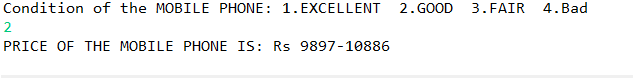 Condition of the MOBILE PHONE: 1.EXCELLENT  2.GOOD  3.FAIR  4.Bad
2
PRICE OF THE MOBILE PHONE IS: Rs 9897-10886